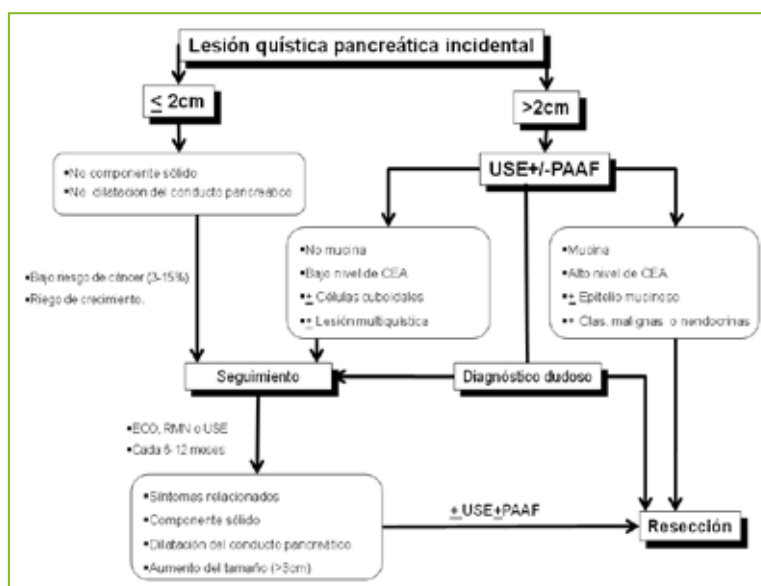 Lesión quística pancreática incidental
≤ 2cm
>2cm
▪No componente sólido
▪No dilatación del conducto pancreático
USE+/-PAAF
▪No mucina
▪Bajo nivel de CEA
▪± Células cuboidales
▪± Lesión multiquística
▪Mucina
▪Alto nivel de CEA
▪± Epitelio mucinoso
▪+ Clas. malignas o nendocrinas
▪Bajo riesgo de cáncer (3-15%)
▪Riego de crecimiento.
Seguimiento
Diagnóstico dudoso
▪ECO, RMN o USE
▪Cada 6-12 meses
▪Síntomas relacionados
▪Componente sólido
▪Dilatación del conducto pancreático
▪Aumento del tamaño (>3cm)
± USE±PAAF
Resección